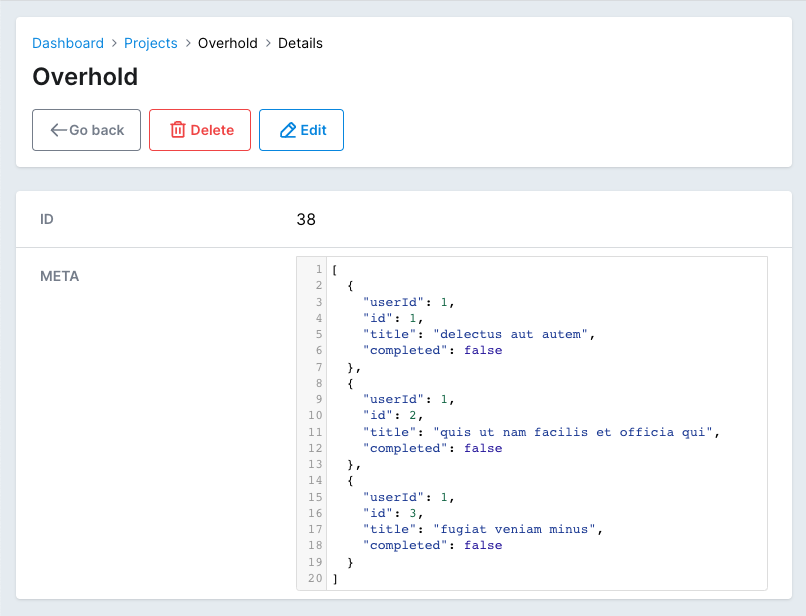 Dashboard > Projects > Overhold > Details
Overhold
Go back Delete Edit
ID 38
META
1 [
2   {
3     "userId": 1,
4     "id": 1,
5     "title": "delectus aut autem",
6     "completed": false
7   },
8   {
9     "userId": 1,
10     "id": 2,
11     "title": "quis ut nam facilis et officia qui",
12     "completed": false
13   },
14   {
15     "userId": 1,
16     "id": 3,
17     "title": "fugiat veniam minus",
18     "completed": false
19   }
20 ]